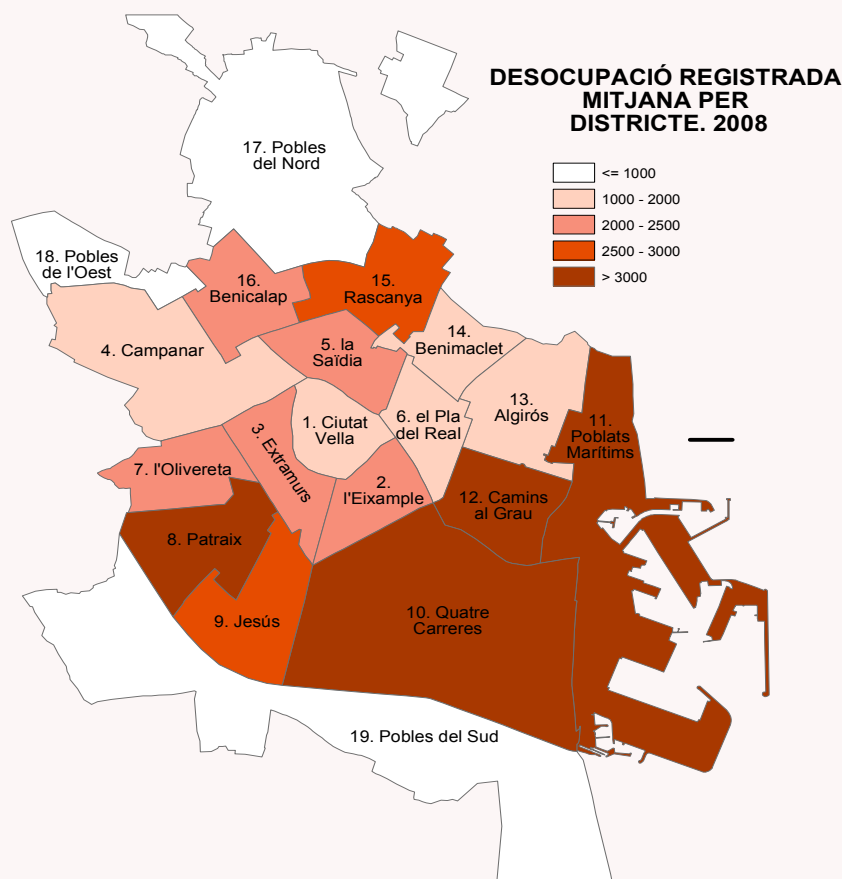 DESOCUPACIÓ REGISTRADA
MITJANA PER
DISTRICTE. 2008
<= 1000
1000 - 2000
2000 - 2500
2500 - 3000
> 3000
17. Pobles
del Nord
18. Pobles
de l'Oest
16.
Benicalap
15.
Rascanya
4. Campanar
5. la
Saïdia
14.
Benimaclet
13.
Algirós
11.
Poblats
Marítims
1. Ciutat
Vella
6. el Pla
del Real
3. Extramurs
7. l'Olivereta
2.
l'Eixample
12. Camins
al Grau
8. Patraix
9. Jesús
10. Quatre
Carreres
19. Pobles del Sud